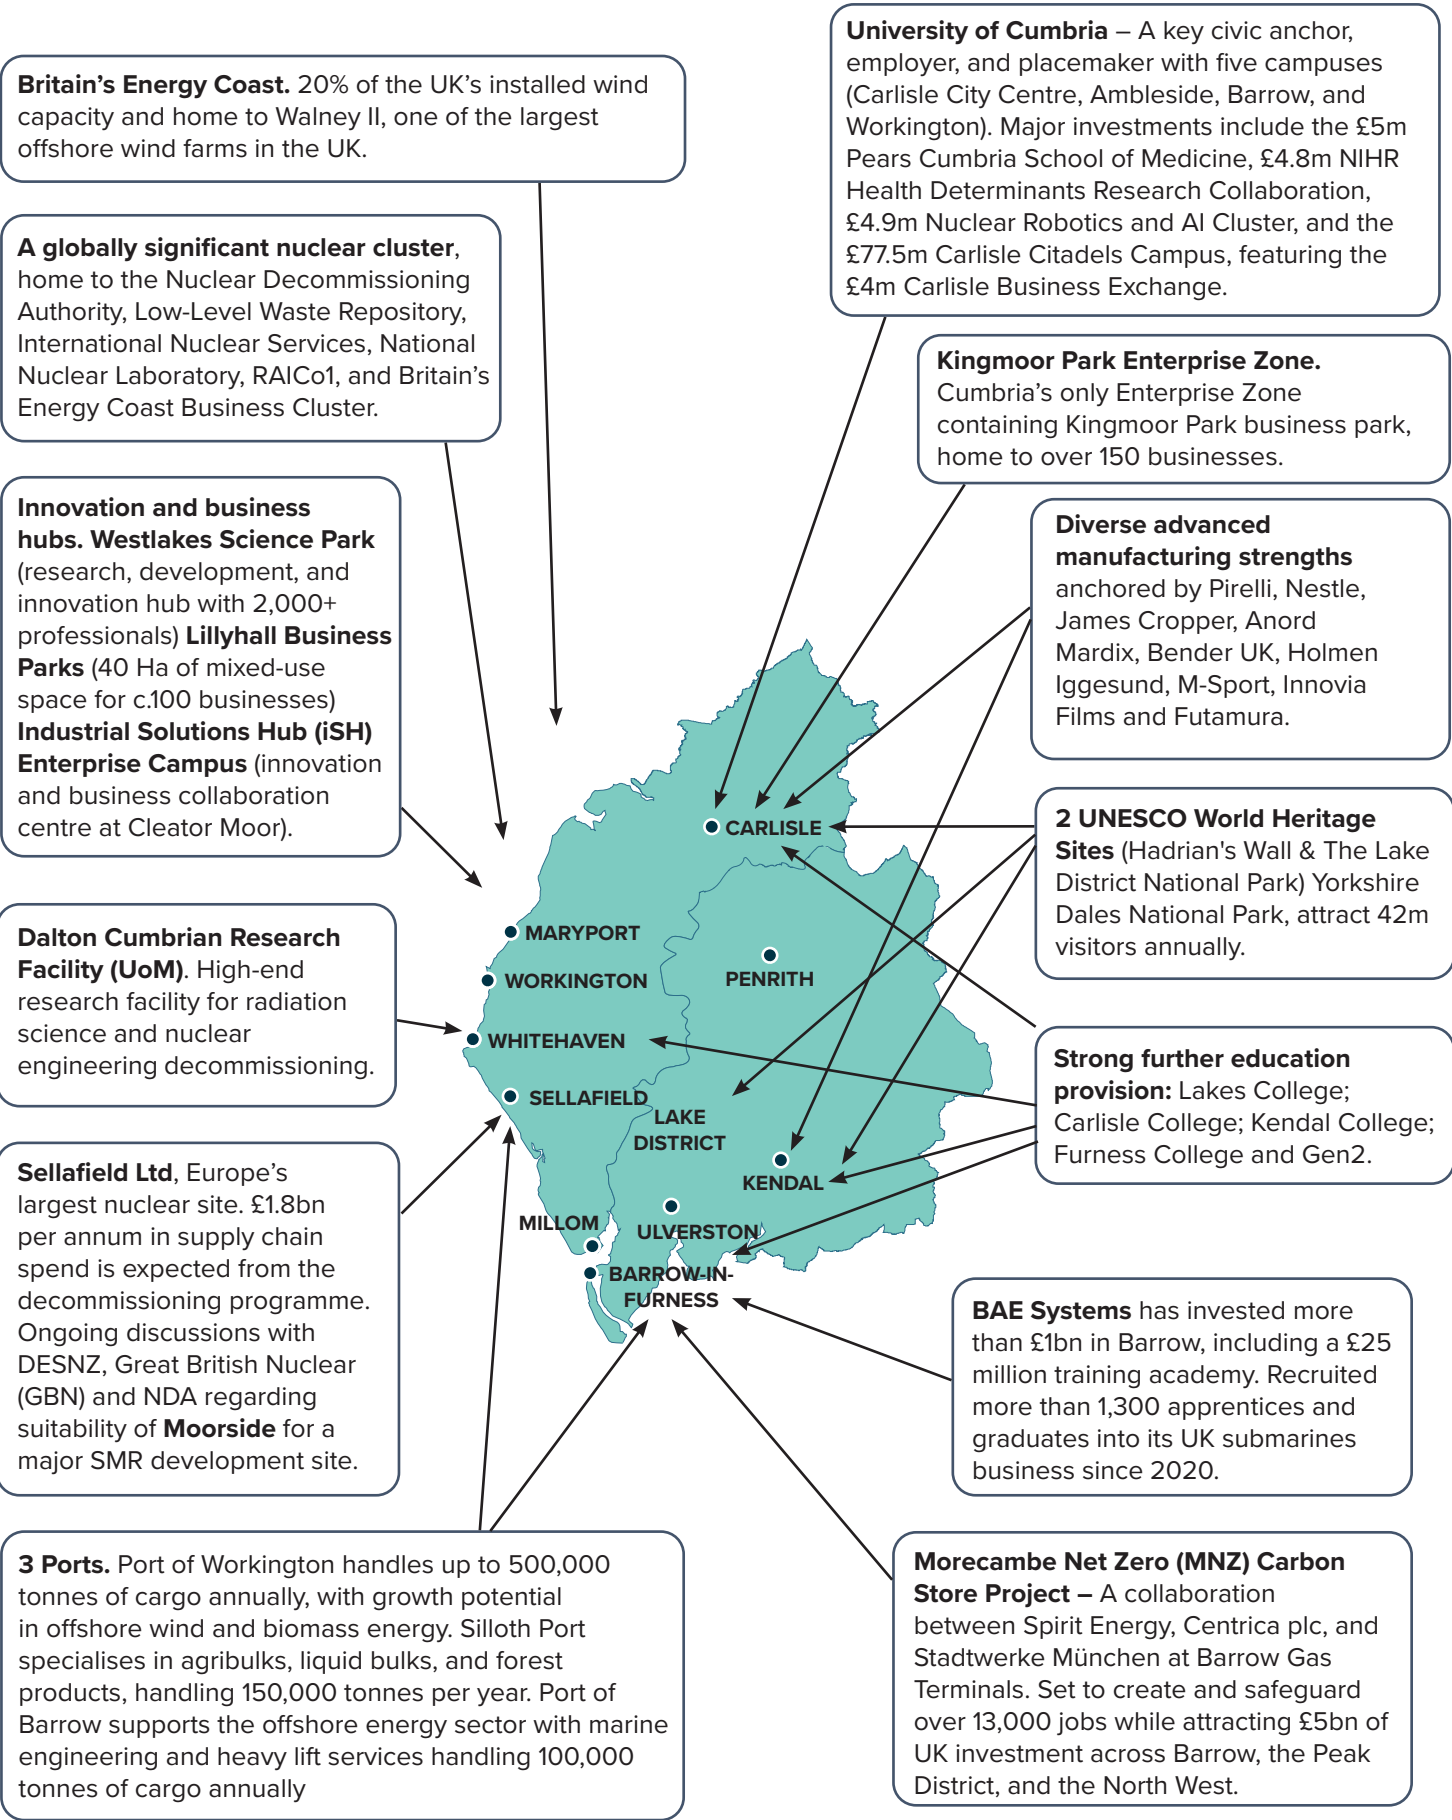 Britain’s Energy Coast. 20% of the UK’s installed wind
capacity and home to Walney II, one of the largest
offshore wind farms in the UK.
University of Cumbria – A key civic anchor,
employer, and placemaker with five campuses
(Carlisle City Centre, Ambleside, Barrow, and
Workington). Major investments include the £5m
Pears Cumbria School of Medicine, £4.8m NIHR
Health Determinants Research Collaboration,
£4.9m Nuclear Robotics and AI Cluster, and the
£77.5m Carlisle Citadels Campus, featuring the
£4m Carlisle Business Exchange.
A globally significant nuclear cluster,
home to the Nuclear Decommissioning
Authority, Low-Level Waste Repository,
International Nuclear Services, National
Nuclear Laboratory, RAICo1, and Britain’s
Energy Coast Business Cluster.
Kingmoor Park Enterprise Zone.
Cumbria’s only Enterprise Zone
containing Kingmoor Park business park,
home to over 150 businesses.
Innovation and business
hubs. Westlakes Science Park
(research, development, and
innovation hub with 2,000+
professionals) Lillyhall Business
Parks (40 Ha of mixed-use
space for c.100 businesses)
Industrial Solutions Hub (iSH)
Enterprise Campus (innovation
and business collaboration
centre at Cleator Moor).
Diverse advanced
manufacturing strengths
anchored by Pirelli, Nestle,
James Cropper, Anord
Mardix, Bender UK, Holmen
Iggesund, M-Sport, Innovia
Films and Futamura.
2 UNESCO World Heritage
Sites (Hadrian's Wall & The Lake
District National Park) Yorkshire
Dales National Park, attract 42m
visitors annually.
Dalton Cumbrian Research
Facility (UoM). High-end
research facility for radiation
science and nuclear
engineering decommissioning.
Strong further education
provision: Lakes College;
Carlisle College; Kendal College;
Furness College and Gen2.
Sellafield Ltd, Europe’s
largest nuclear site. £1.8bn
per annum in supply chain
spend is expected from the
decommissioning programme.
Ongoing discussions with
DESNZ, Great British Nuclear
(GBN) and NDA regarding
suitability of Moorside for a
major SMR development site.
CARLISLE
MARYPORT
PENRITH
WORKINGTON
WHITEHAVEN
SELLAFIELD
LAKE
DISTRICT
KENDAL
MILLOM
ULVERSTON
BARROW-IN-
FURNESS
BAE Systems has invested more
than £1bn in Barrow, including a £25
million training academy. Recruited
more than 1,300 apprentices and
graduates into its UK submarines
business since 2020.
3 Ports. Port of Workington handles up to 500,000
tonnes of cargo annually, with growth potential
in offshore wind and biomass energy. Silloth Port
specialises in agribulks, liquid bulks, and forest
products, handling 150,000 tonnes per year. Port of
Barrow supports the offshore energy sector with marine
engineering and heavy lift services handling 100,000
tonnes of cargo annually
Morecambe Net Zero (MNZ) Carbon
Store Project – A collaboration
between Spirit Energy, Centrica plc, and
Stadtwerke München at Barrow Gas
Terminals. Set to create and safeguard
over 13,000 jobs while attracting £5bn of
UK investment across Barrow, the Peak
District, and the North West.